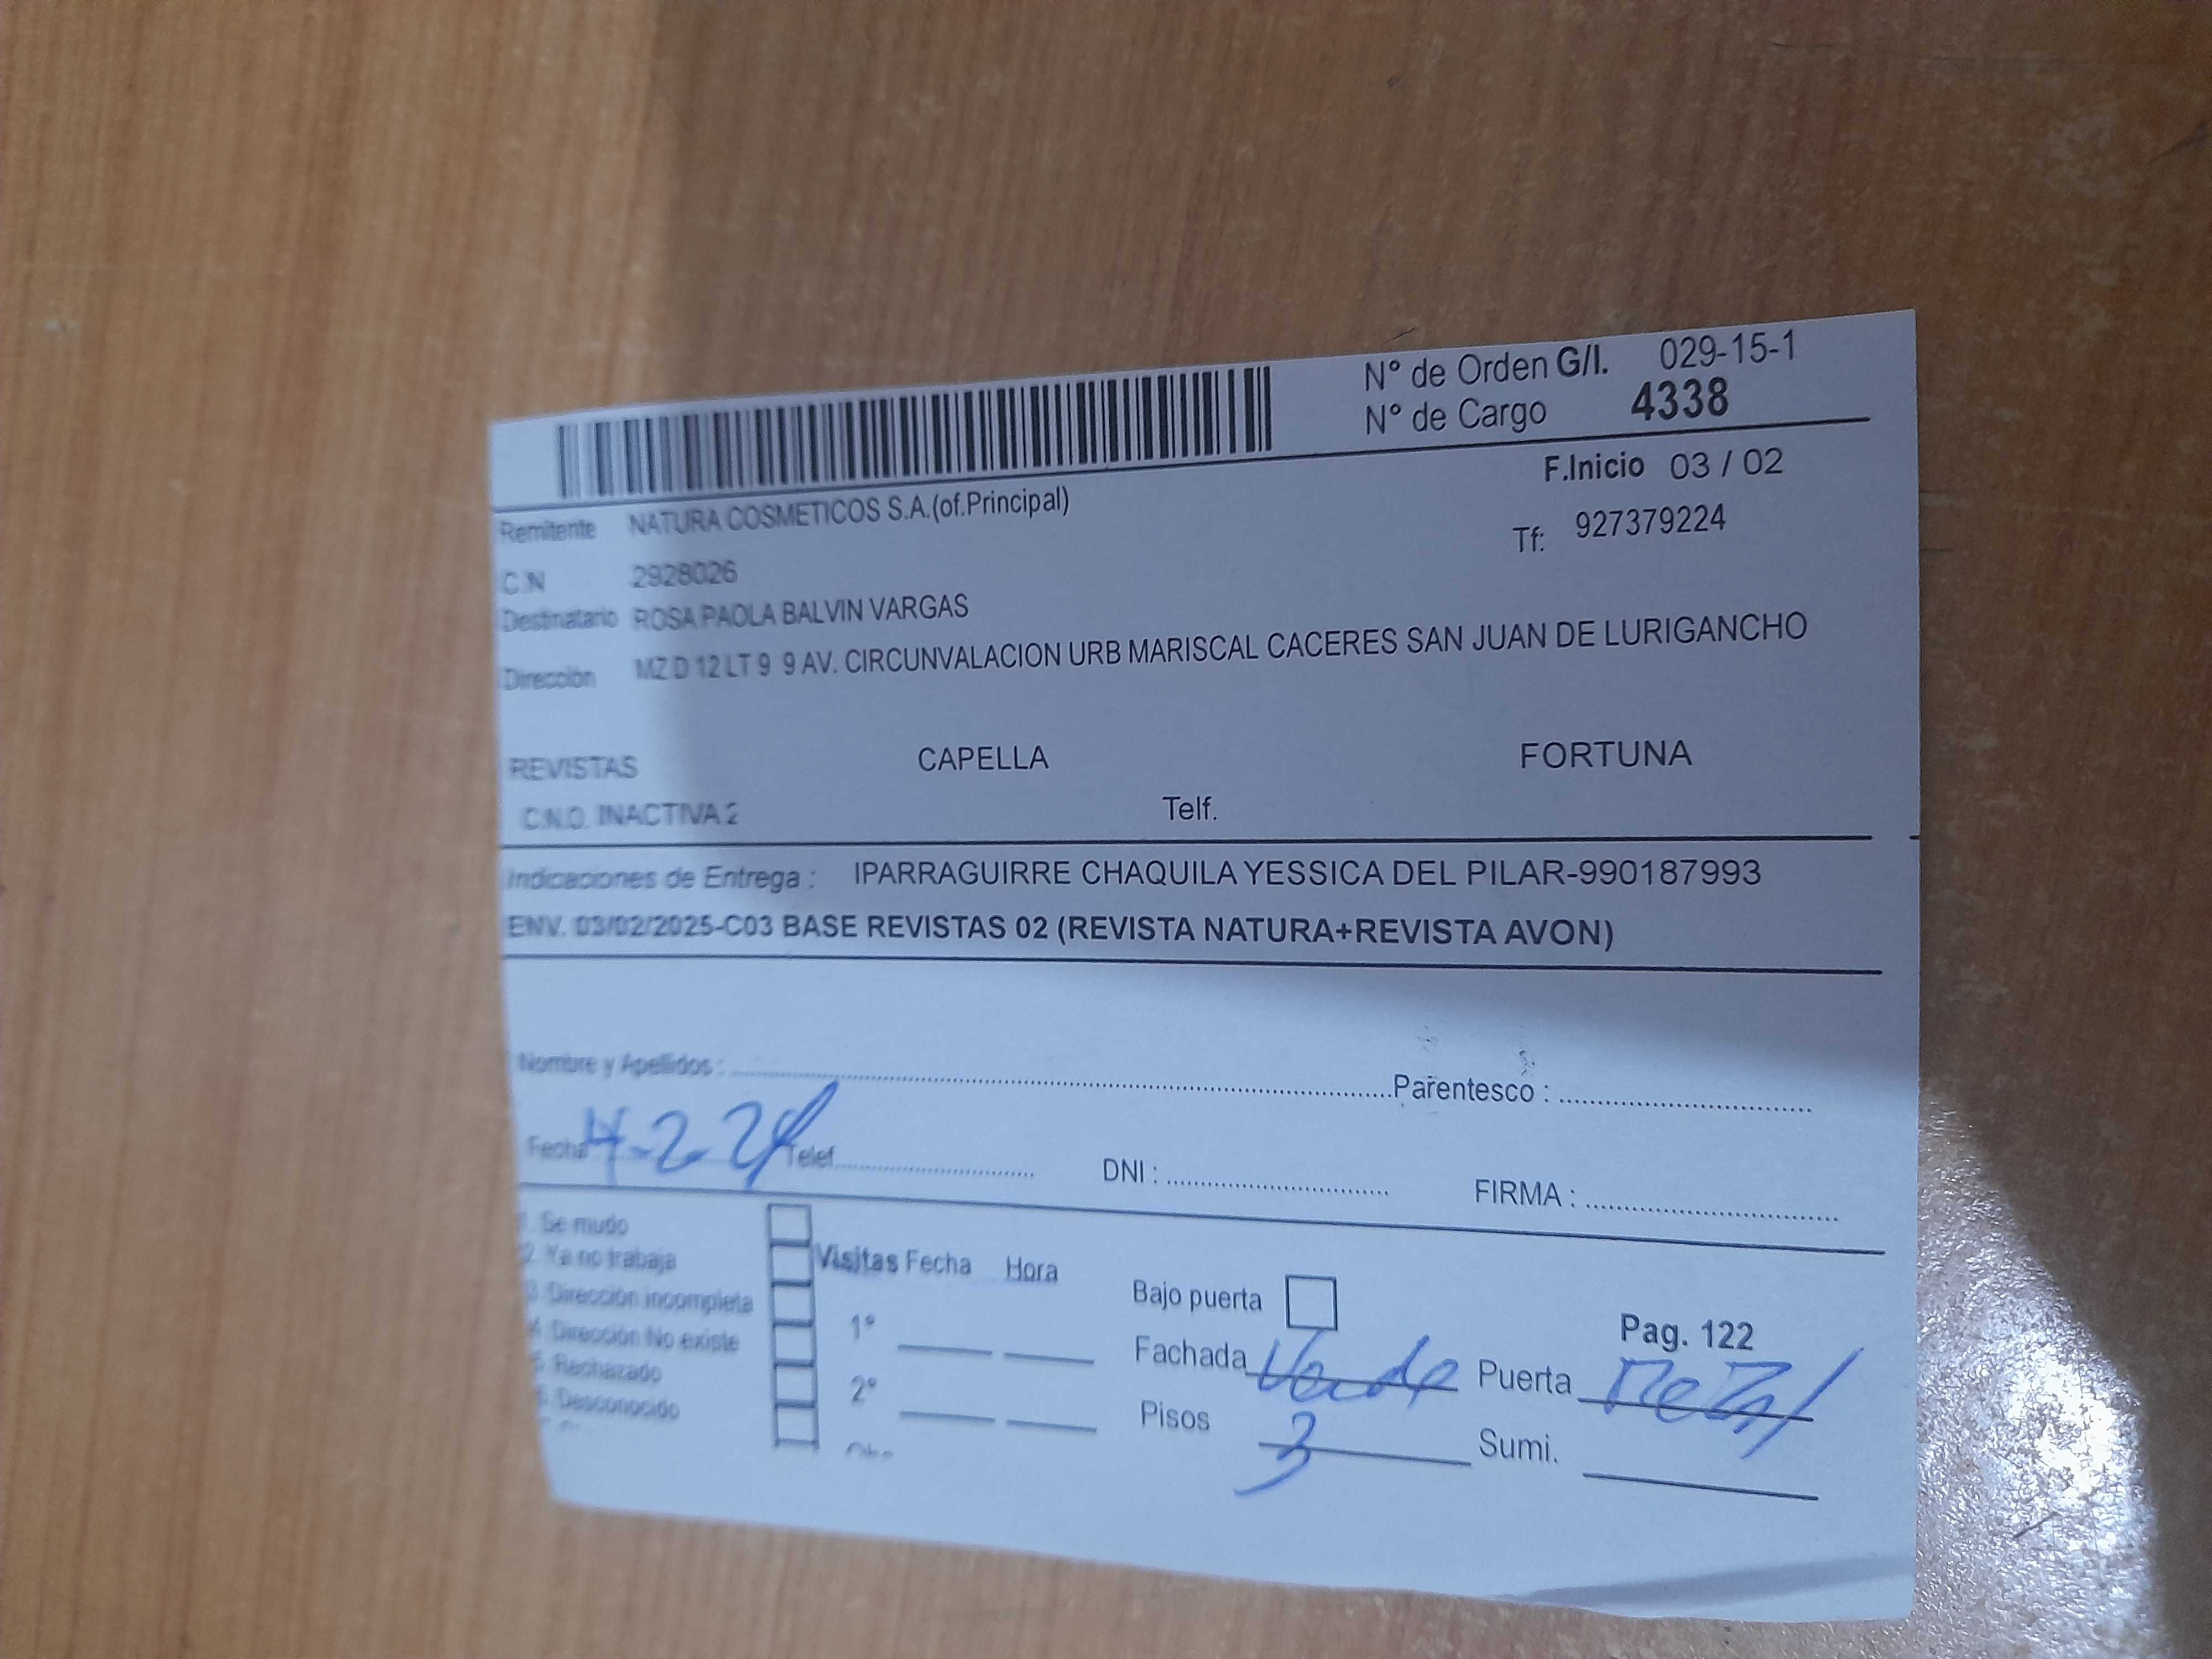 N° de Orden G/I. 029-15-1
N° de Cargo 4338
F.Inicio 03 / 02
Remitente NATURA COSMETICOS S.A.(of.Principal)
Tf: 927379224
C.N 2928026
Destinatario ROSA PAOLA BALVIN VARGAS
Dirección MZ D 12 LT 9 9 AV. CIRCUNVALACION URB MARISCAL CACERES SAN JUAN DE LURIGANCHO
REVISTAS CAPELLA FORTUNA
C.N.O. INACTIVA 2 Telf.
Indicaciones de Entrega : IPARRAGUIRRE CHAQUILA YESSICA DEL PILAR-990187993
ENV. 03/02/2025-C03 BASE REVISTAS 02 (REVISTA NATURA+REVISTA AVON)
Nombre y Apellidos : Parentesco :
Fecha 4-2 Telef. DNI : FIRMA :
1. Se mudo
2. Ya no trabaja
3. Dirección incompleta
4. Dirección No existe
5. Rechazado
6. Desconocido
Visitas Fecha Hora
1°
2°
Bajo puerta
Pag. 122
Fachada Verde Puerta Metal
Pisos 3 Sumi.